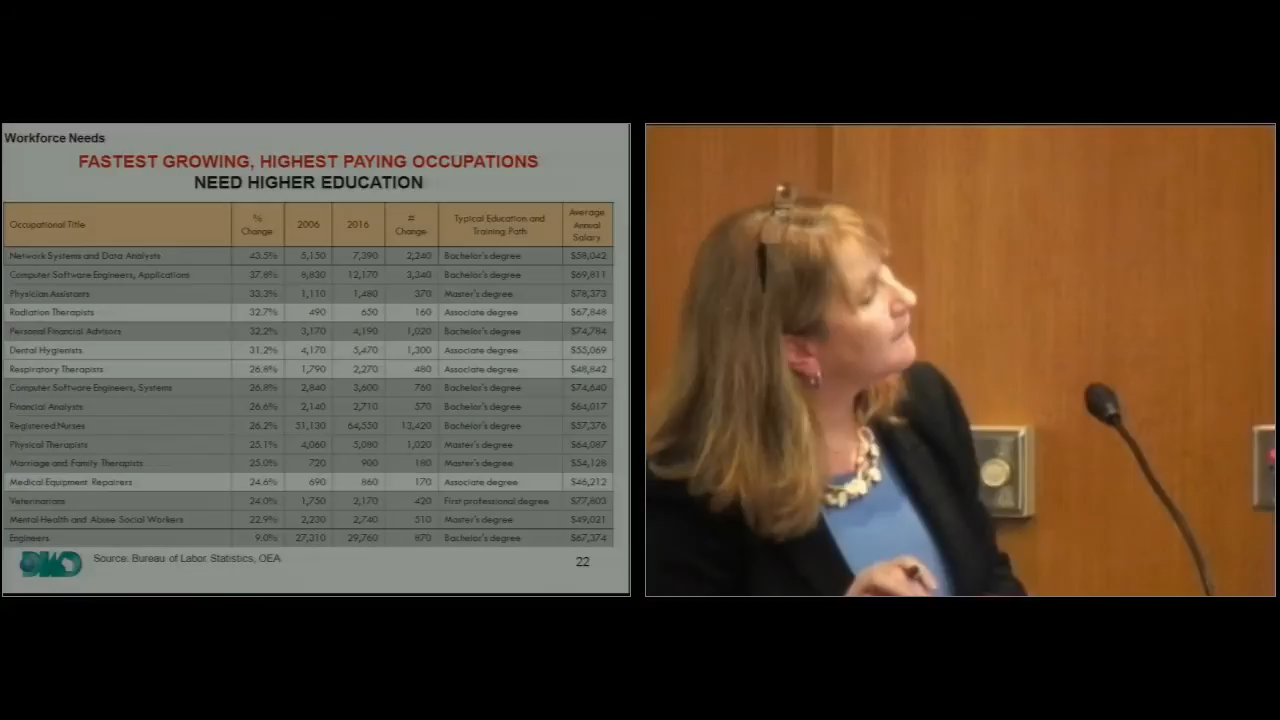 Workforce Needs
FASTEST GROWING, HIGHEST PAYING OCCUPATIONS
NEED HIGHER EDUCATION
Occupational Title % Change 2006 2016 # Change Typical Education and Training Path Average Annual Salary
Network Systems and Data Analysts 43.5% 5,150 7,390 2,240 Bachelor's degree $58,042
Computer Software Engineers, Applications 37.8% 8,830 12,170 3,340 Bachelor's degree $69,811
Physician Assistants 33.3% 1,110 1,480 370 Master's degree $78,373
Radiation Therapists 32.7% 490 650 160 Associate degree $67,848
Personal Financial Advisors 32.2% 3,170 4,190 1,020 Bachelor's degree $74,784
Dental Hygienists 31.2% 4,170 5,470 1,300 Associate degree $55,069
Respiratory Therapists 26.8% 1,790 2,270 480 Associate degree $48,842
Computer Software Engineers, Systems 26.8% 2,840 3,600 760 Bachelor's degree $74,640
Financial Analysts 26.6% 2,140 2,710 570 Bachelor's degree $64,017
Registered Nurses 26.2% 51,130 64,550 13,420 Bachelor's degree $57,376
Physical Therapists 25.1% 4,060 5,080 1,020 Master's degree $64,087
Marriage and Family Therapists 25.0% 720 900 180 Master's degree $54,128
Medical Equipment Repairers 24.6% 690 860 170 Associate degree $46,212
Veterinarians 24.0% 1,750 2,170 420 First professional degree $77,803
Mental Health and Abuse Social Workers 22.9% 2,230 2,740 510 Master's degree $49,021
Engineers 9.0% 27,310 29,760 870 Bachelor's degree $67,374
Source: Bureau of Labor Statistics, OEA
22